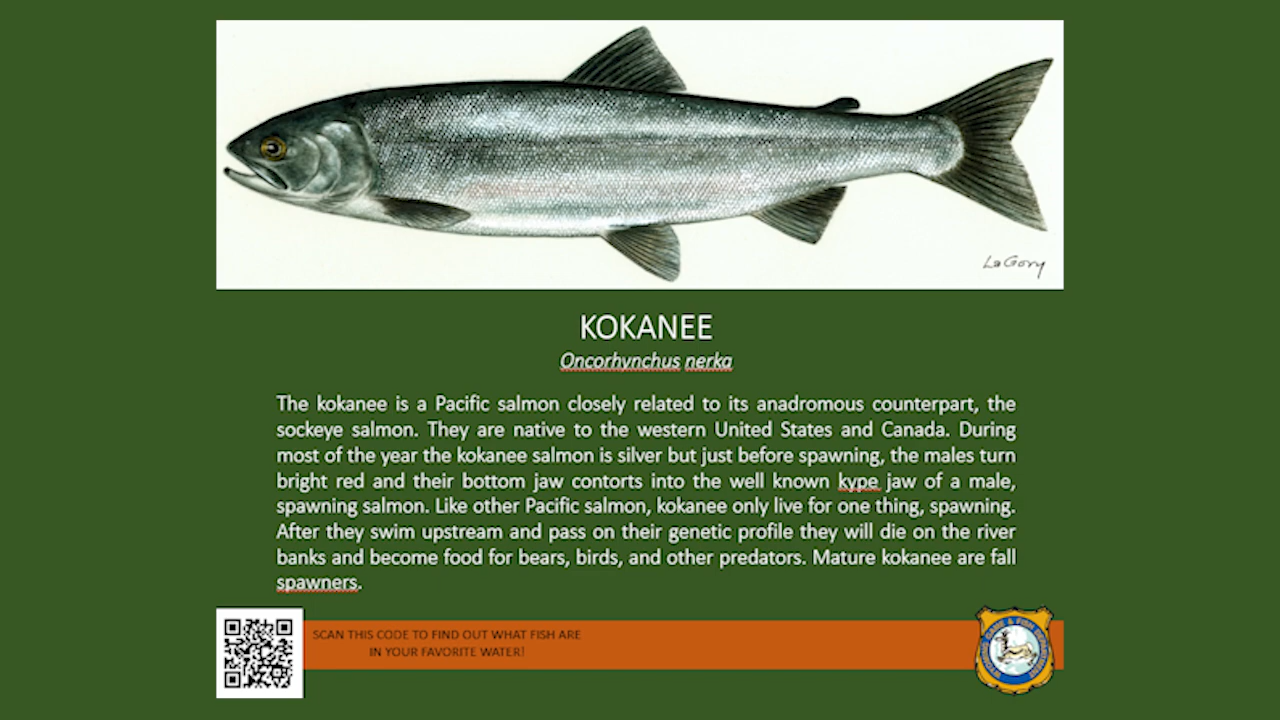 LaGory
KOKANEE
Oncorhynchus nerka
The kokanee is a Pacific salmon closely related to its anadromous counterpart, the
sockeye salmon. They are native to the western United States and Canada. During
most of the year the kokanee salmon is silver but just before spawning, the males turn
bright red and their bottom jaw contorts into the well known kype jaw of a male,
spawning salmon. Like other Pacific salmon, kokanee only live for one thing, spawning.
After they swim upstream and pass on their genetic profile they will die on the river
banks and become food for bears, birds, and other predators. Mature kokanee are fall
spawners.
SCAN THIS CODE TO FIND OUT WHAT FISH ARE
IN YOUR FAVORITE WATER!
WYOMING GAME & FISH DEPARTMENT